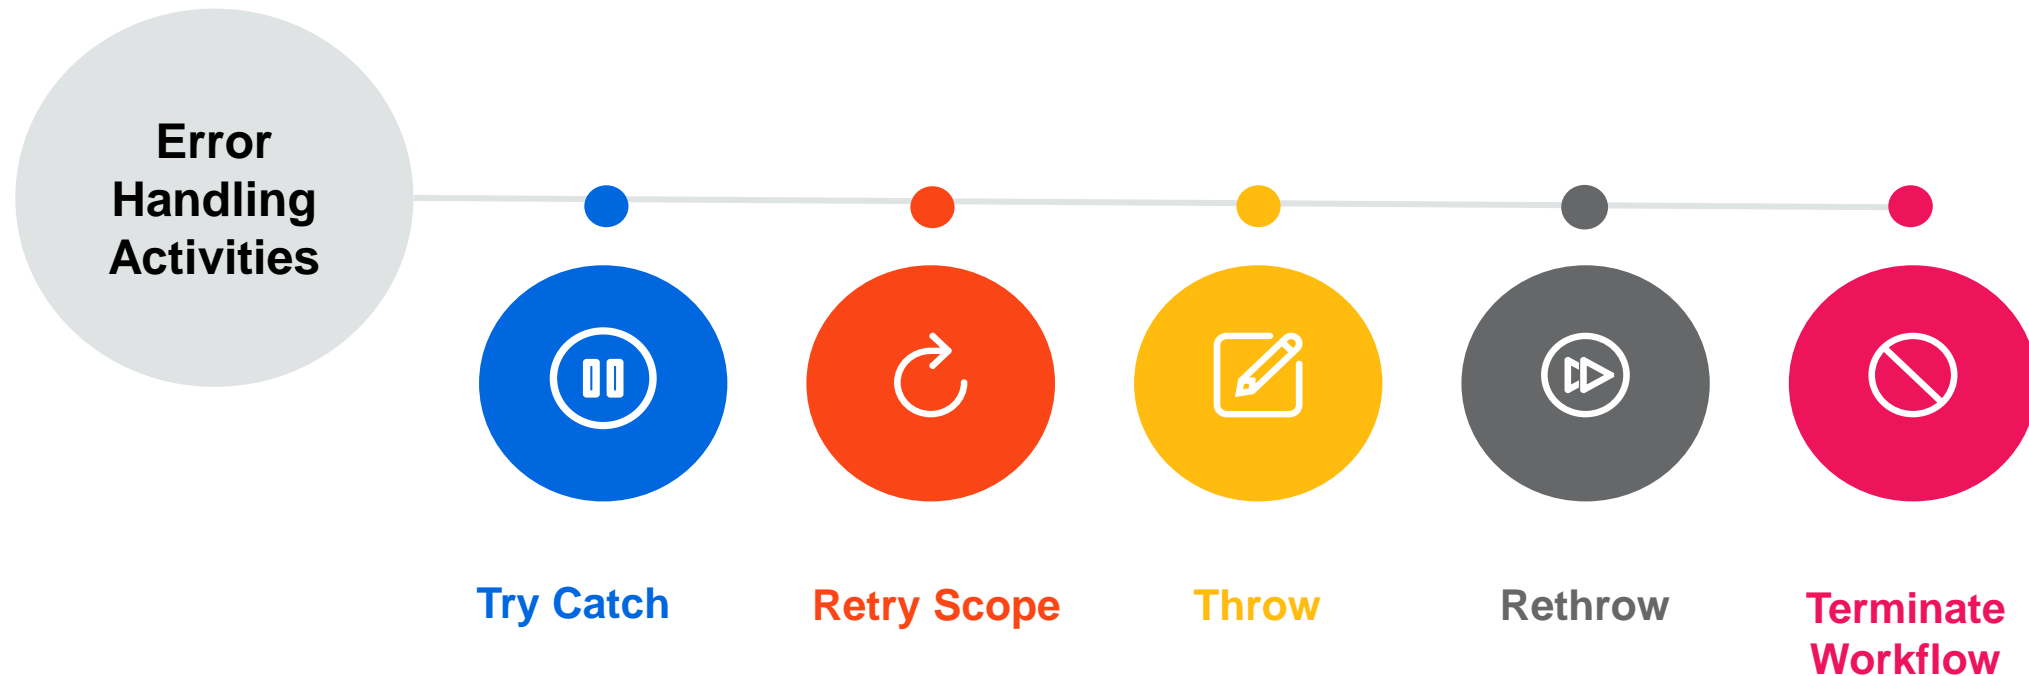 Error
Handling
Activities
Try Catch
Retry Scope
Throw
Rethrow
Terminate
Workflow